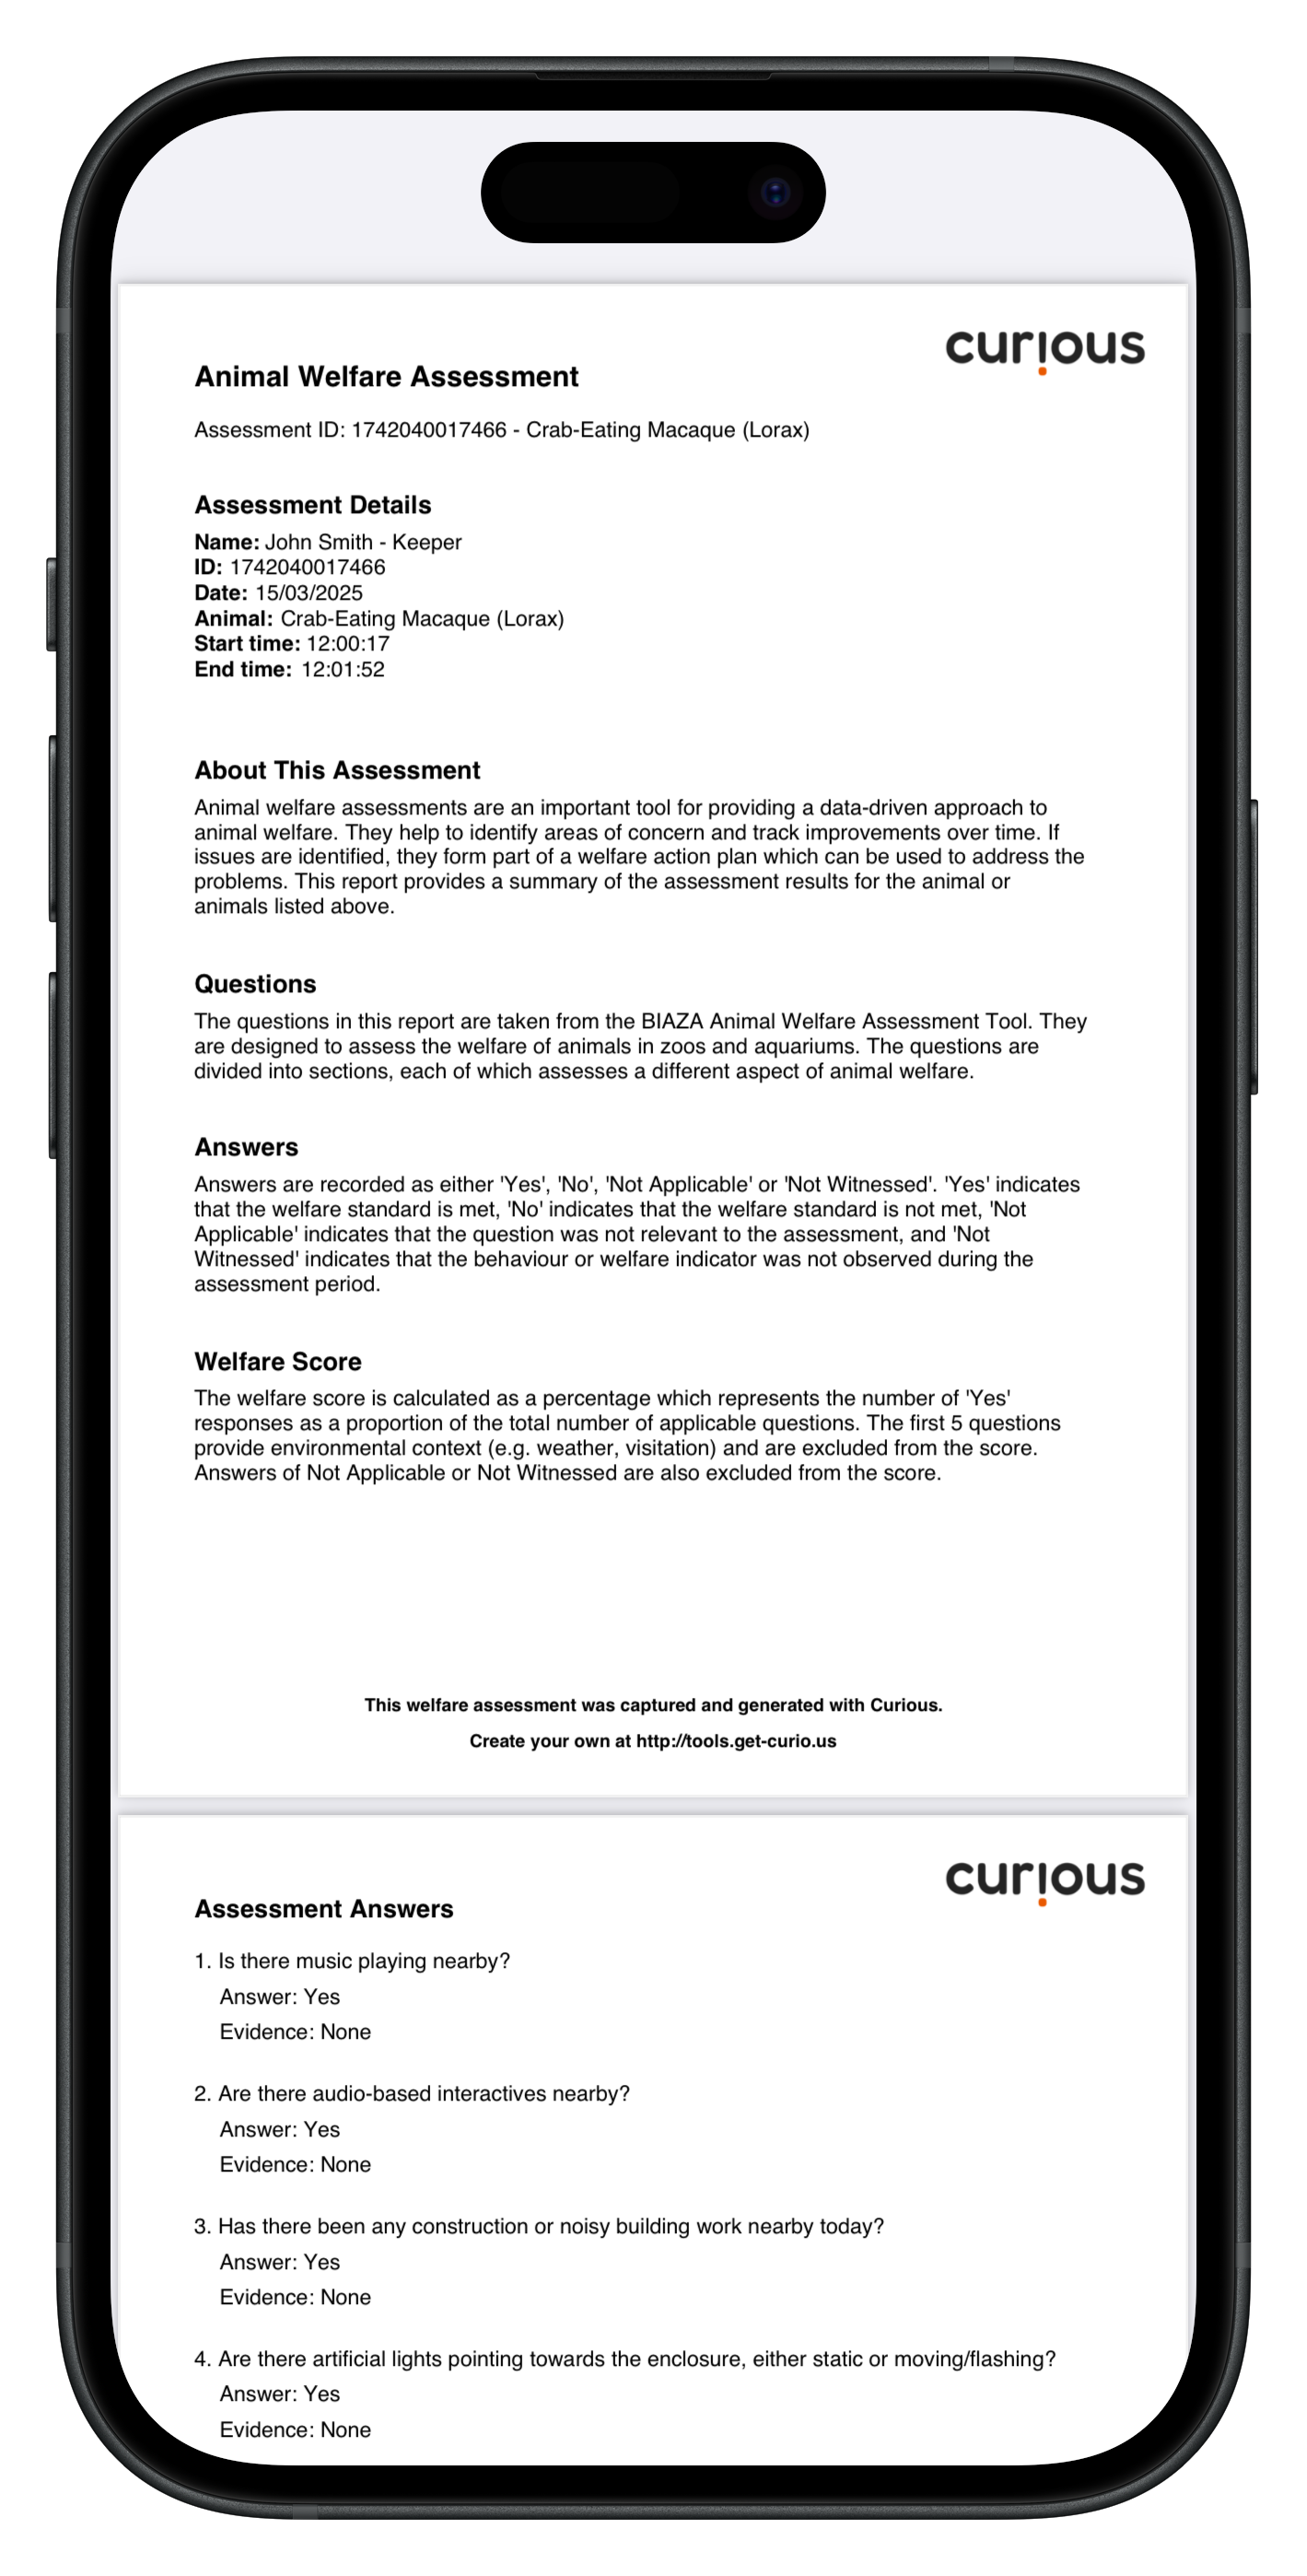 curious
Animal Welfare Assessment
Assessment ID: 1742040017466 - Crab-Eating Macaque (Lorax)
Assessment Details
Name: John Smith - Keeper
ID: 1742040017466
Date: 15/03/2025
Animal: Crab-Eating Macaque (Lorax)
Start time: 12:00:17
End time: 12:01:52
About This Assessment
Animal welfare assessments are an important tool for providing a data-driven approach to
animal welfare. They help to identify areas of concern and track improvements over time. If
issues are identified, they form part of a welfare action plan which can be used to address the
problems. This report provides a summary of the assessment results for the animal or
animals listed above.
Questions
The questions in this report are taken from the BIAZA Animal Welfare Assessment Tool. They
are designed to assess the welfare of animals in zoos and aquariums. The questions are
divided into sections, each of which assesses a different aspect of animal welfare.
Answers
Answers are recorded as either 'Yes', 'No', 'Not Applicable' or 'Not Witnessed'. 'Yes' indicates
that the welfare standard is met, 'No' indicates that the welfare standard is not met, 'Not
Applicable' indicates that the question was not relevant to the assessment, and 'Not
Witnessed' indicates that the behaviour or welfare indicator was not observed during the
assessment period.
Welfare Score
The welfare score is calculated as a percentage which represents the number of 'Yes'
responses as a proportion of the total number of applicable questions. The first 5 questions
provide environmental context (e.g. weather, visitation) and are excluded from the score.
Answers of Not Applicable or Not Witnessed are also excluded from the score.
This welfare assessment was captured and generated with Curious.
Create your own at http://tools.get-curio.us
curious
Assessment Answers
1. Is there music playing nearby?
Answer: Yes
Evidence: None
2. Are there audio-based interactives nearby?
Answer: Yes
Evidence: None
3. Has there been any construction or noisy building work nearby today?
Answer: Yes
Evidence: None
4. Are there artificial lights pointing towards the enclosure, either static or moving/flashing?
Answer: Yes
Evidence: None